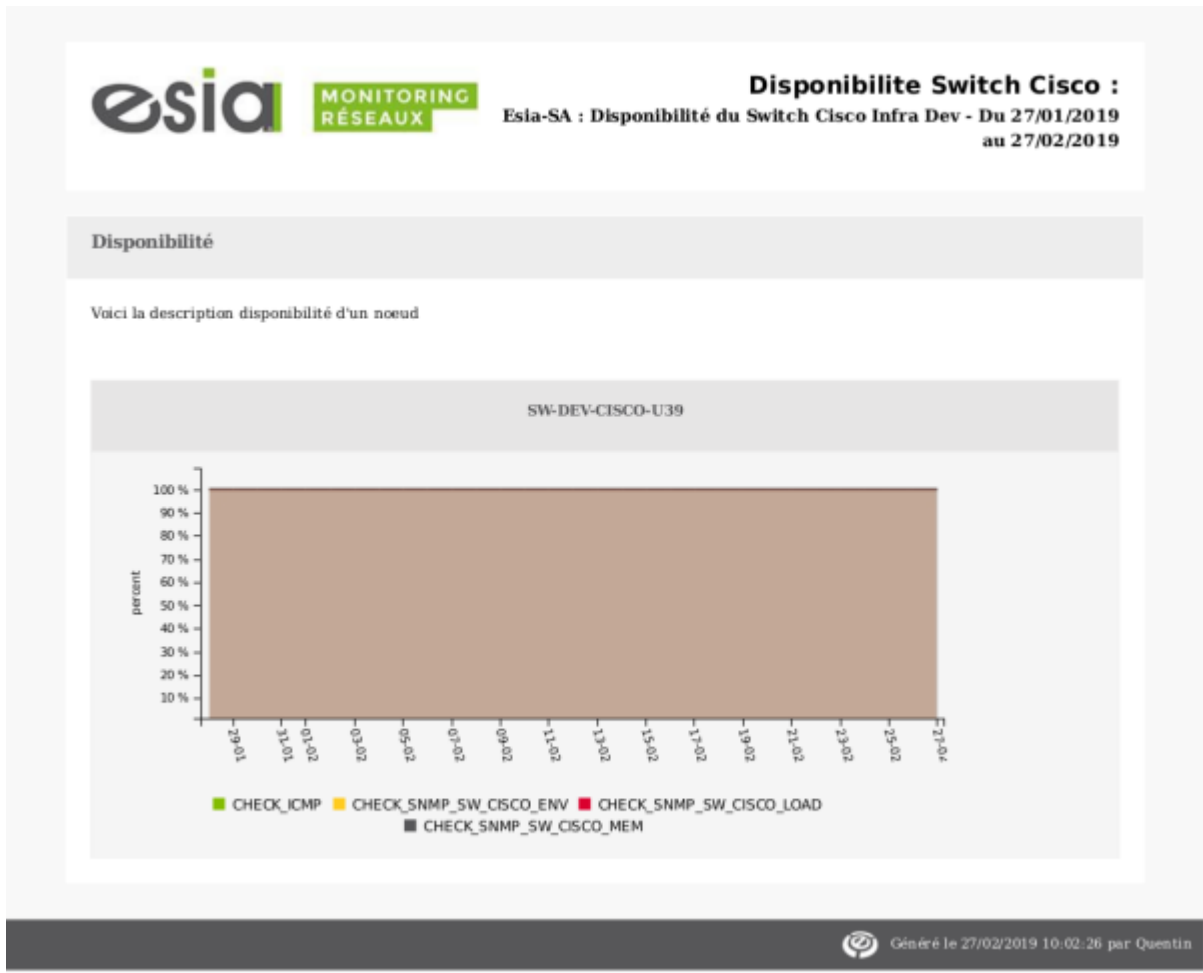 esia
MONITORING
RÉSEAUX
Disponibilite Switch Cisco :
Esia-SA : Disponibilité du Switch Cisco Infra Dev - Du 27/01/2019
au 27/02/2019
Disponibilité
Voici la description disponibilité d'un noeud
SW-DEV-CISCO-U39
percent
100 %
90 %
80 %
70 %
60 %
50 %
40 %
30 %
20 %
10 %
29-01
31-01
01-02
03-02
05-02
07-02
09-02
11-02
13-02
15-02
17-02
19-02
21-02
23-02
25-02
27-02
CHECK_ICMP CHECK_SNMP_SW_CISCO_ENV CHECK_SNMP_SW_CISCO_LOAD
CHECK_SNMP_SW_CISCO_MEM
Généré le 27/02/2019 10:02:26 par Quentin